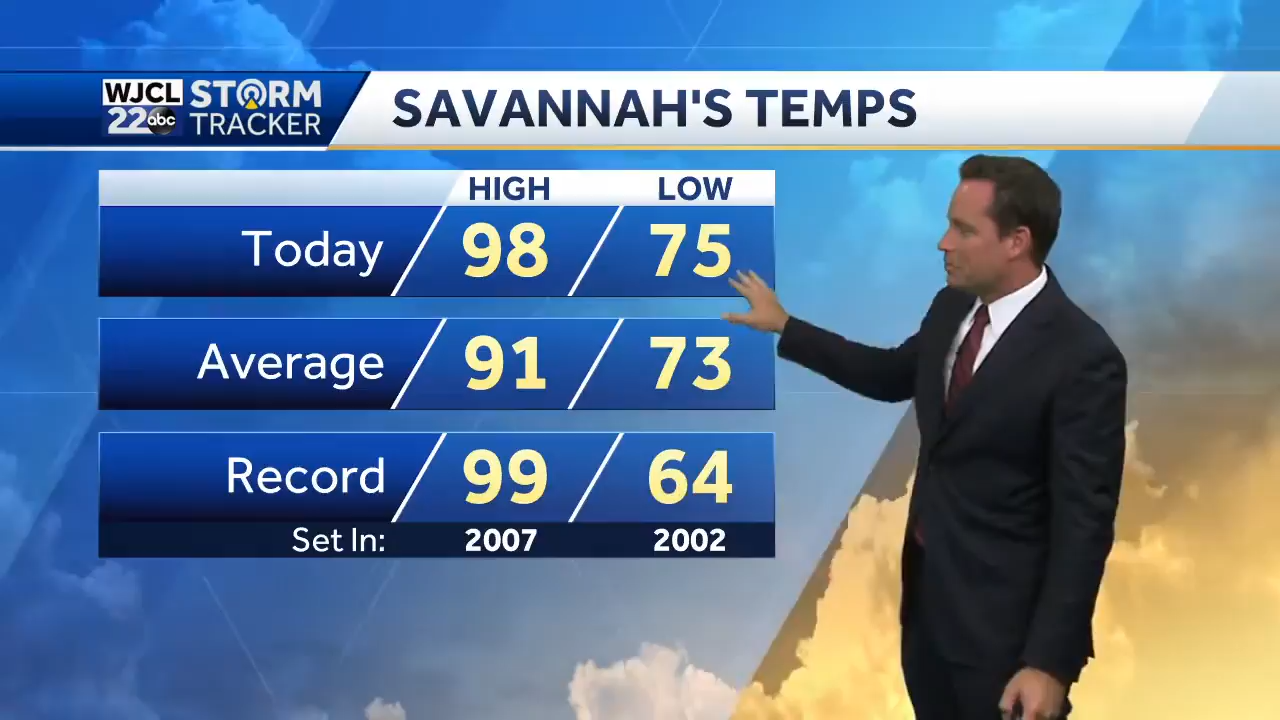 WJCL
22 abc
STORM
TRACKER
SAVANNAH'S TEMPS
HIGH LOW
Today 98 75
Average 91 73
Record 99 64
Set In: 2007 2002